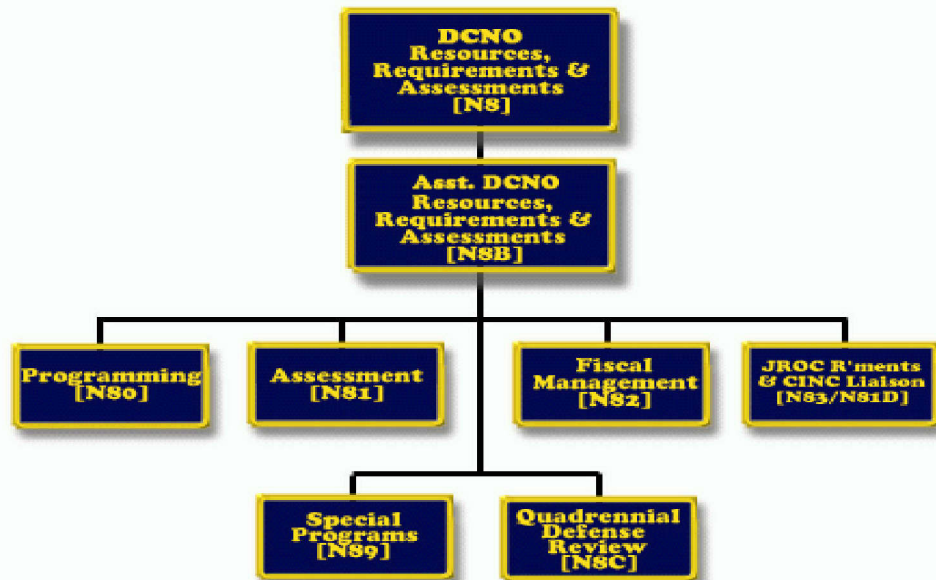 DCNO
Resources,
Requirements &
Assessments
[N8]
Asst. DCNO
Resources,
Requirements &
Assessments
[N8B]
Programming
[N80]
Assessment
[N81]
Fiscal
Management
[N82]
JROC R'ments
& CINC Liaison
[N83/N81D]
Special
Programs
[N89]
Quadrennial
Defense
Review
[N8C]